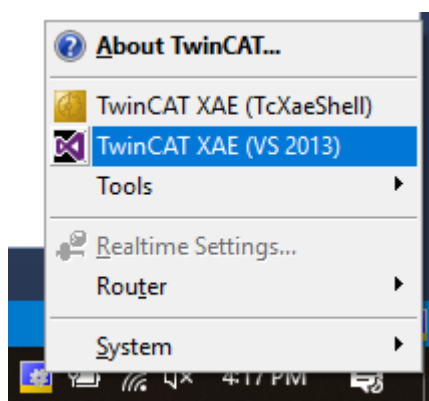 About TwinCAT...
TwinCAT XAE (TcXaeShell)
TwinCAT XAE (VS 2013)
Tools
Realtime Settings...
Router
System
4:17 PM